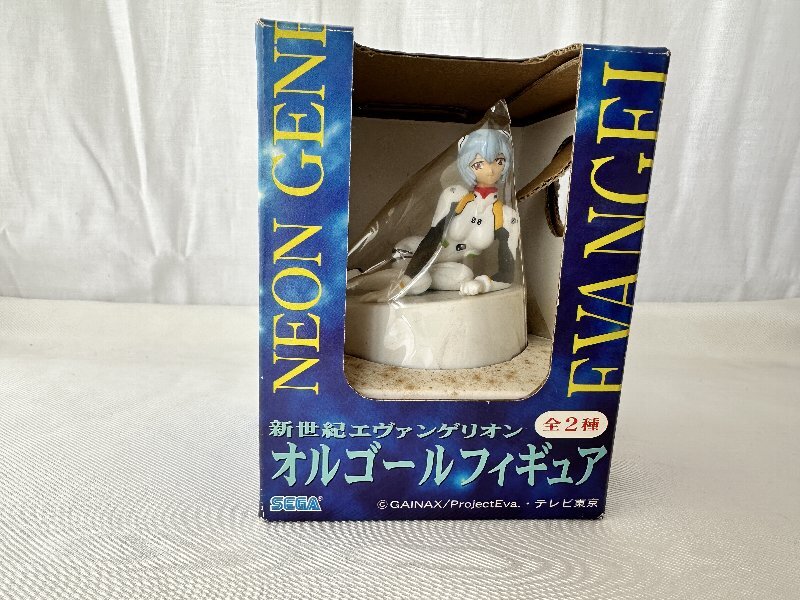 NEON GENE
EVANGEL
新世紀エヴァンゲリオン
全2種
オルゴールフィギュア
SEGA
©GAINAX/ProjectEva.・テレビ東京